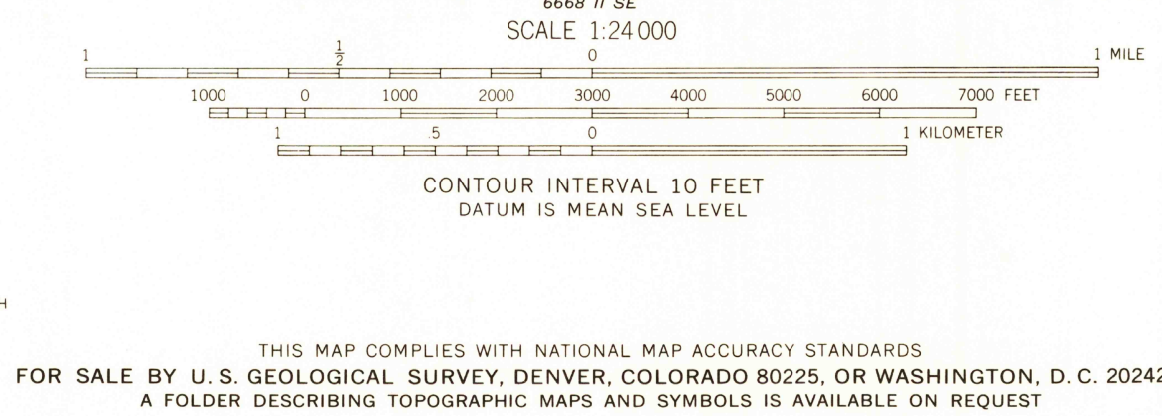 6668 II SE
SCALE 1:24 000
1 1/2 0 1 MILE
1000 0 1000 2000 3000 4000 5000 6000 7000 FEET
1 .5 0 1 KILOMETER
CONTOUR INTERVAL 10 FEET
DATUM IS MEAN SEA LEVEL
H
THIS MAP COMPLIES WITH NATIONAL MAP ACCURACY STANDARDS
FOR SALE BY U. S. GEOLOGICAL SURVEY, DENVER, COLORADO 80225, OR WASHINGTON, D. C. 20242
A FOLDER DESCRIBING TOPOGRAPHIC MAPS AND SYMBOLS IS AVAILABLE ON REQUEST